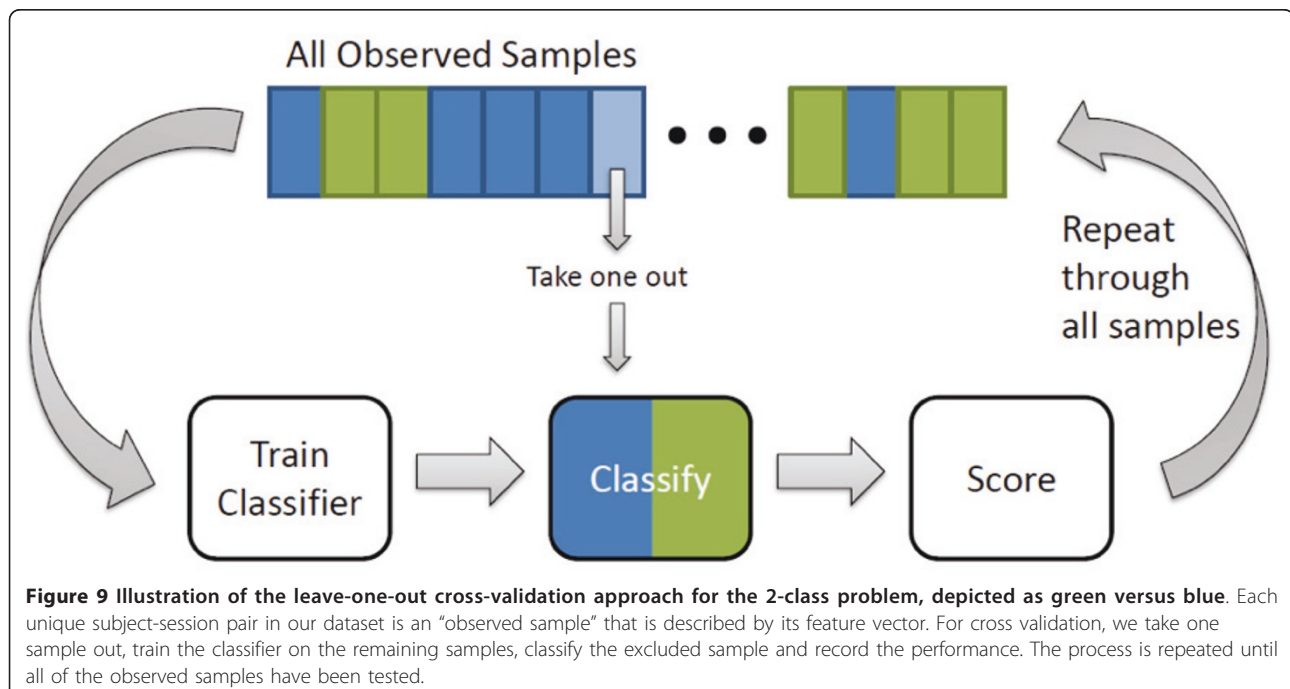 All Observed Samples
Take one out
Repeat
through
all samples
Train
Classifier
Classify
Score
Figure 9 Illustration of the leave-one-out cross-validation approach for the 2-class problem, depicted as green versus blue. Each
unique subject-session pair in our dataset is an “observed sample” that is described by its feature vector. For cross validation, we take one
sample out, train the classifier on the remaining samples, classify the excluded sample and record the performance. The process is repeated until
all of the observed samples have been tested.